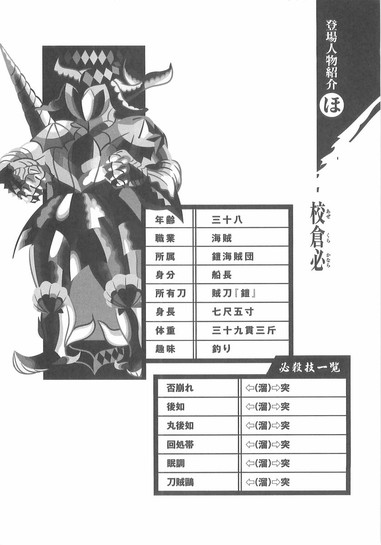 登場人物紹介 ほ
校倉必
あぜ くら かなら
年齢 三十八
職業 海賊
所属 鎧海賊団
身分 船長
所有刀 賊刀『鎧』
身長 七尺五寸
体重 三十九貫三斤
趣味 釣り
必殺技一覧
否崩れ ⇦(溜)⇨突
後如 ⇦(溜)⇨突
丸後如 ⇦(溜)⇨突
回処帯 ⇦(溜)⇨突
眠調 ⇦(溜)⇨突
刀賊鷗 ⇦(溜)⇨突